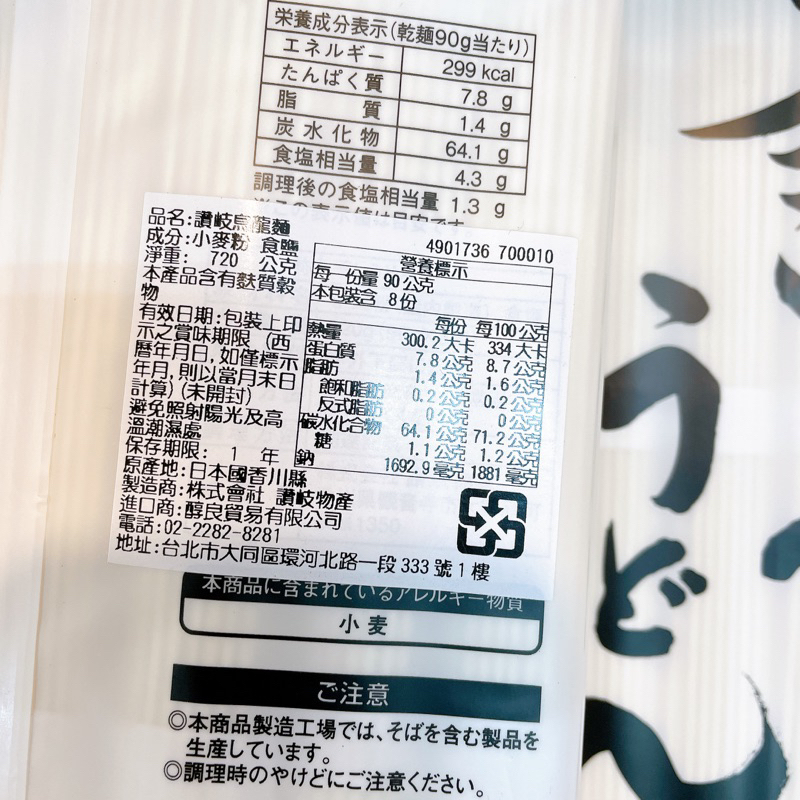 栄養成分表示(乾麺90g当たり)
エネルギー 299 kcal
たんぱく質 7.8 g
脂質 1.4 g
炭水化物 64.1 g
食塩相当量 4.3 g
調理後の食塩相当量 1.3 g
品名:讚岐烏龍麵
成分:小麥粉 食鹽
淨重: 720 公克
本產品含有麩質穀
物
有效日期:包裝上印
示之賞味期限 (西
曆年月日,如僅標示
年月,則以當月末日
計算)(未開封)
避免照射陽光及高
溫潮濕處
保存期限: 1 年
原產地:日本國香川縣
製造商:株式會社 讚岐物產
進口商:醇良貿易有限公司
電話:02-2282-8281
地址:台北市大同區環河北路一段 333 號 1 樓
4901736 700010
營養標示
每一份量 90 公克
本包裝含 8 份
每份 每100 公克
熱量 300.2 大卡 334 大卡
蛋白質 7.8 公克 8.7 公克
脂肪 1.4 公克 1.6 公克
飽和脂肪 0.2 公克 0.2 公克
反式脂肪 0 公克 0 公克
碳水化合物 64.1 公克 71.2 公克
糖 1.1 公克 1.2 公克
鈉 1692.9 毫克 1881 毫克
本商品に含まれているアレルギー物質
小麦
ご注意
◎本商品製造工場では、そばを含む製品を
生産しています。
◎調理時のやけどにご注意ください。
うどん